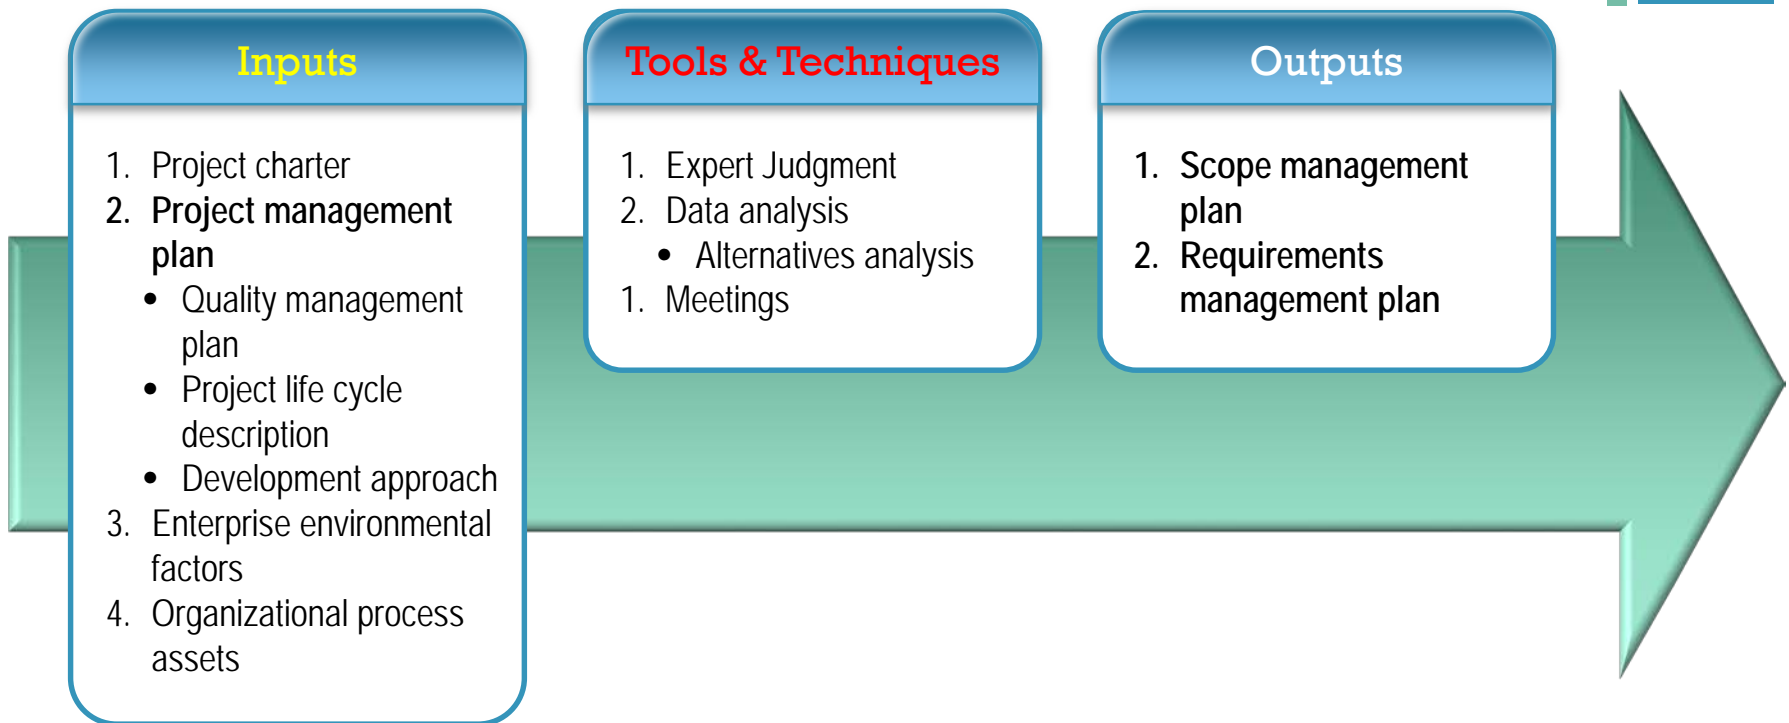 Inputs
1. Project charter
2. Project management
plan
• Quality management
plan
• Project life cycle
description
• Development approach
3. Enterprise environmental
factors
4. Organizational process
assets
Tools & Techniques
1. Expert Judgment
2. Data analysis
• Alternatives analysis
1. Meetings
Outputs
1. Scope management
plan
2. Requirements
management plan